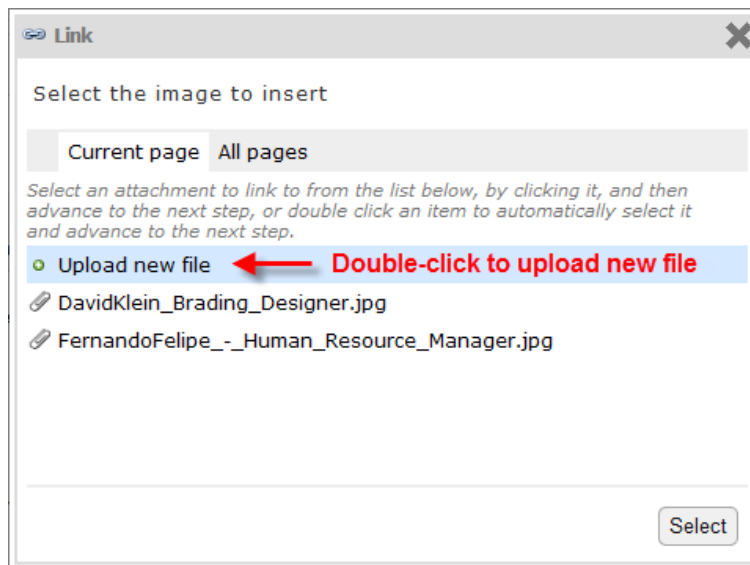 Link
Select the image to insert
Current page All pages
Select an attachment to link to from the list below, by clicking it, and then
advance to the next step, or double click an item to automatically select it
and advance to the next step.
Upload new file Double-click to upload new file
DavidKlein_Brading_Designer.jpg
FernandoFelipe_-_Human_Resource_Manager.jpg
Select